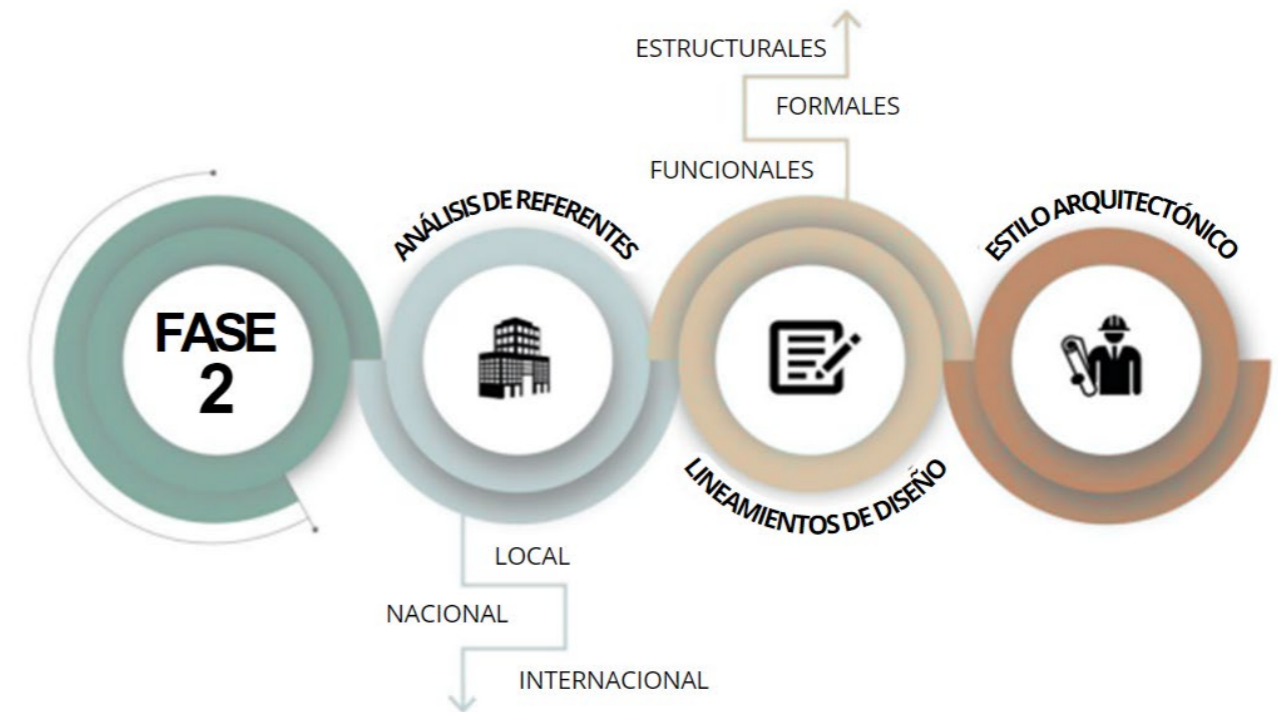 FASE
2
ANÁLISIS DE REFERENTES
LOCAL
NACIONAL
INTERNACIONAL
LINEAMIENTOS DE DISEÑO
ESTRUCTURALES
FORMALES
FUNCIONALES
ESTILO ARQUITECTÓNICO